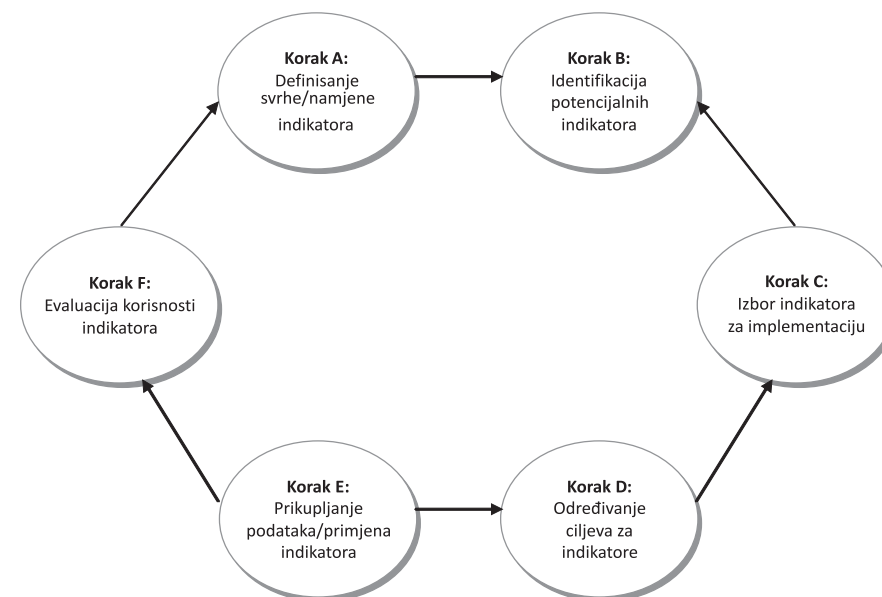 Korak A:
Definisanje
svrhe/namjene
indikatora
Korak B:
Identifikacija
potencijalnih
indikatora
Korak C:
Izbor indikatora
za implementaciju
Korak D:
Određivanje
ciljeva za
indikatore
Korak E:
Prikupljanje
podataka/primjena
indikatora
Korak F:
Evaluacija korisnosti
indikatora